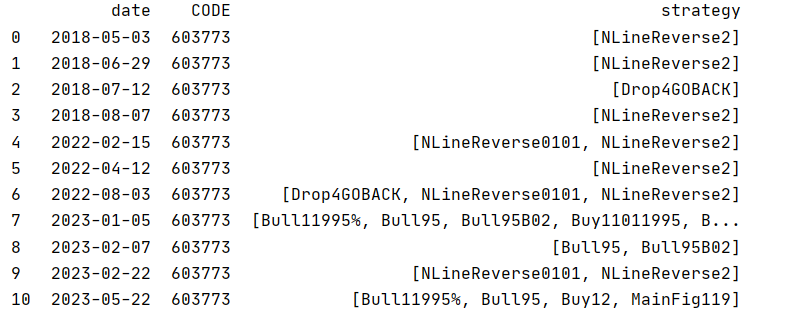 date CODE strategy
0 2018-05-03 603773 [NLineReverse2]
1 2018-06-29 603773 [NLineReverse2]
2 2018-07-12 603773 [Drop4GOBACK]
3 2018-08-07 603773 [NLineReverse2]
4 2022-02-15 603773 [NLineReverse0101, NLineReverse2]
5 2022-04-12 603773 [NLineReverse2]
6 2022-08-03 603773 [Drop4GOBACK, NLineReverse0101, NLineReverse2]
7 2023-01-05 603773 [Bull11995%, Bull95, Bull95B02, Buy11011995, B...
8 2023-02-07 603773 [Bull95, Bull95B02]
9 2023-02-22 603773 [NLineReverse0101, NLineReverse2]
10 2023-05-22 603773 [Bull11995%, Bull95, Buy12, MainFig119]